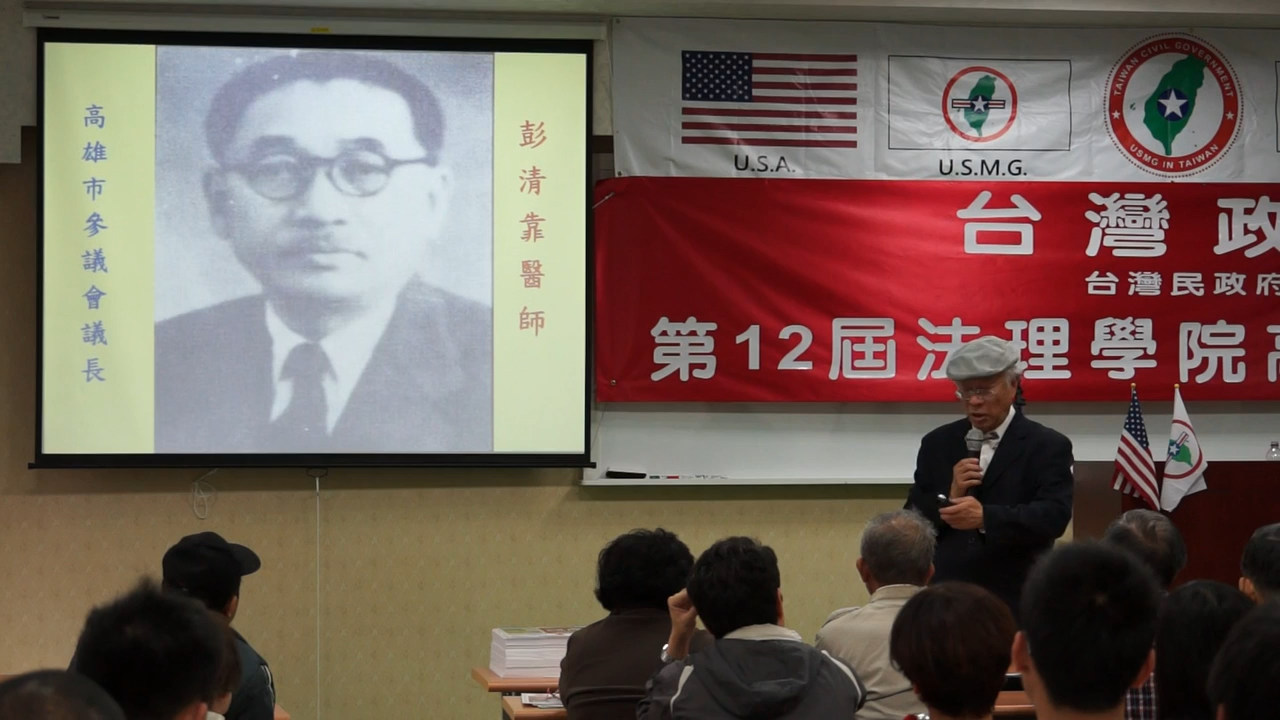 高雄市參議會議長
彭清靠醫師
U.S.A.
U.S.M.G.
TAIWAN CIVIL GOVERNMENT
USMG IN TAIWAN
台灣政
台灣民政府
第12屆法理學院高